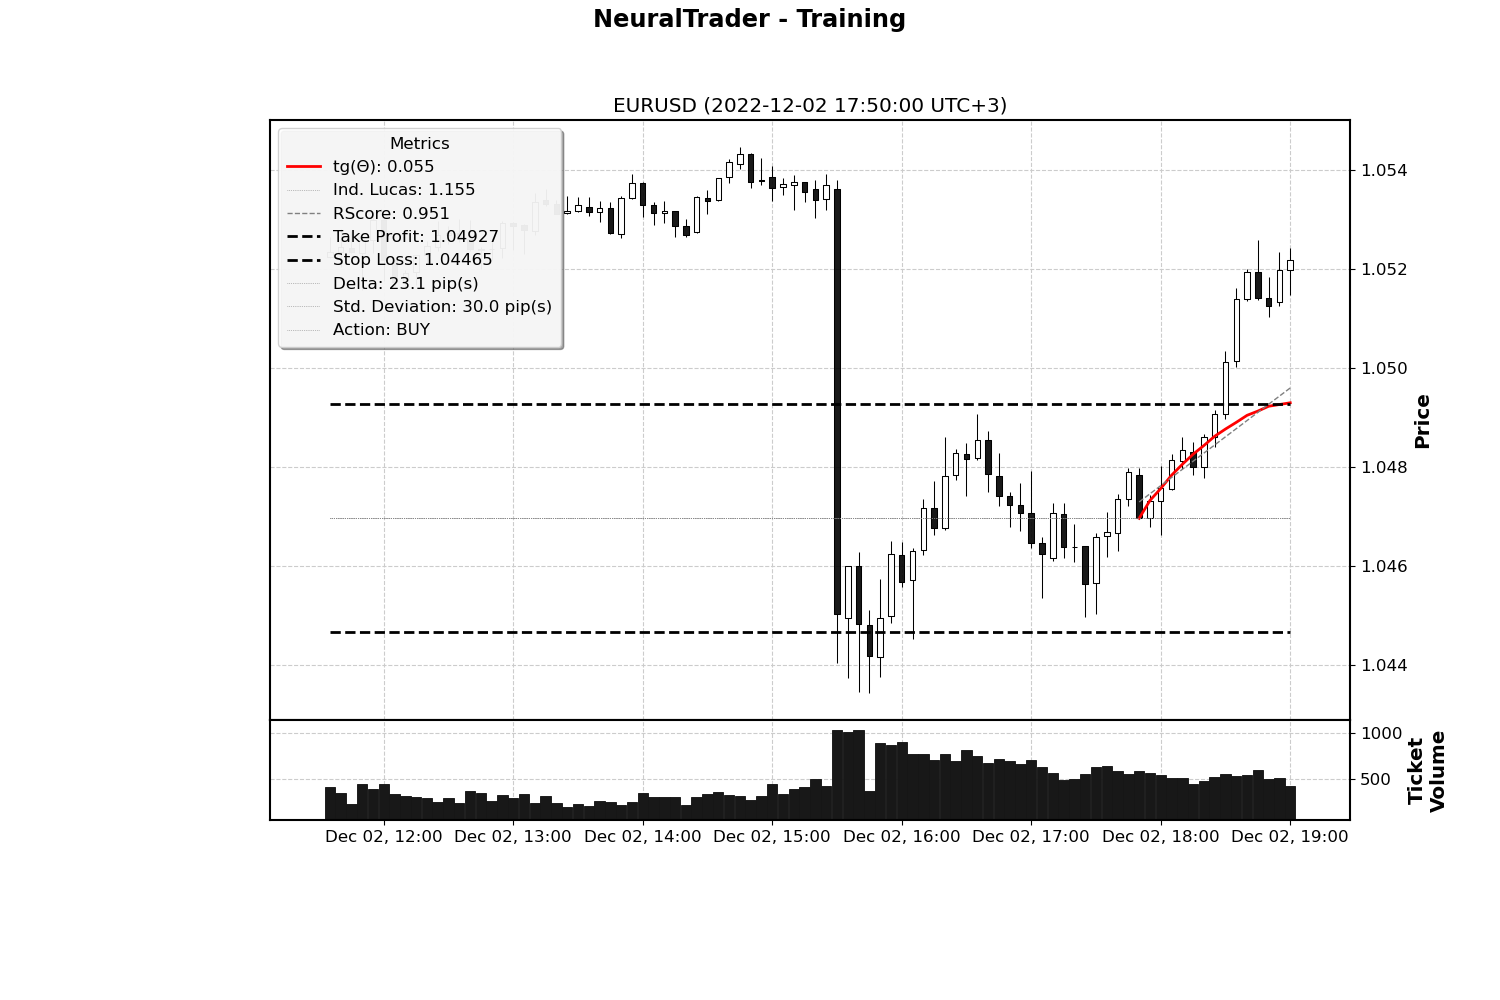 NeuralTrader - Training
EURUSD (2022-12-02 17:50:00 UTC+3)
Metrics
tg(Θ): 0.055
Ind. Lucas: 1.155
RScore: 0.951
Take Profit: 1.04927
Stop Loss: 1.04465
Delta: 23.1 pip(s)
Std. Deviation: 30.0 pip(s)
Action: BUY
1.054
1.052
1.050
1.048
1.046
1.044
Price
1000
500
Ticket
Volume
Dec 02, 12:00 Dec 02, 13:00 Dec 02, 14:00 Dec 02, 15:00 Dec 02, 16:00 Dec 02, 17:00 Dec 02, 18:00 Dec 02, 19:00